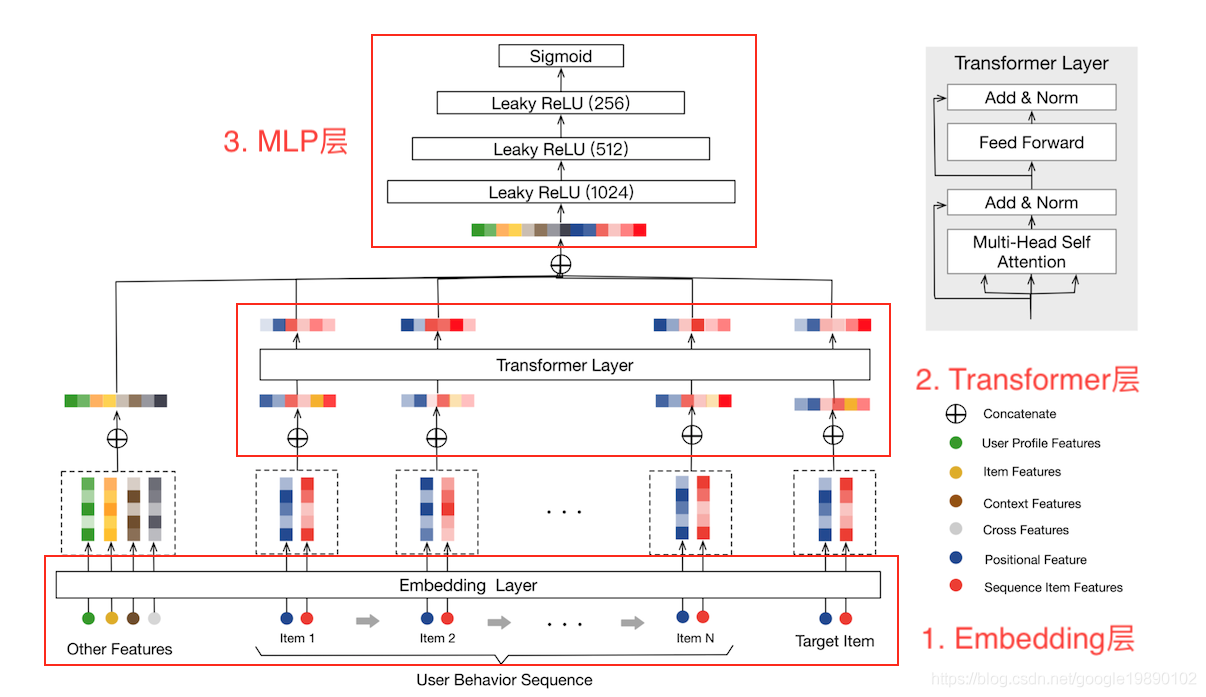 Sigmoid
Leaky ReLU (256)
Leaky ReLU (512)
Leaky ReLU (1024)
3. MLP层
Transformer Layer
Add & Norm
Feed Forward
Add & Norm
Multi-Head Self
Attention
Transformer Layer
2. Transformer层
Concatenate
User Profile Features
Item Features
Context Features
Cross Features
Positional Feature
Sequence Item Features
. . .
Embedding Layer
. . .
Other Features
Item 1
Item 2
Item N
Target Item
User Behavior Sequence
1. Embedding层
https://blog.csdn.net/google19890102